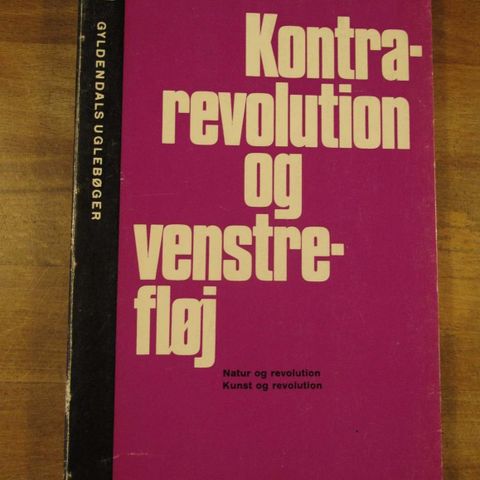 GYLDENDALS UGLEBØGER
Kontra-
revolution
og
venstre-
fløj
Natur og revolution
Kunst og revolution